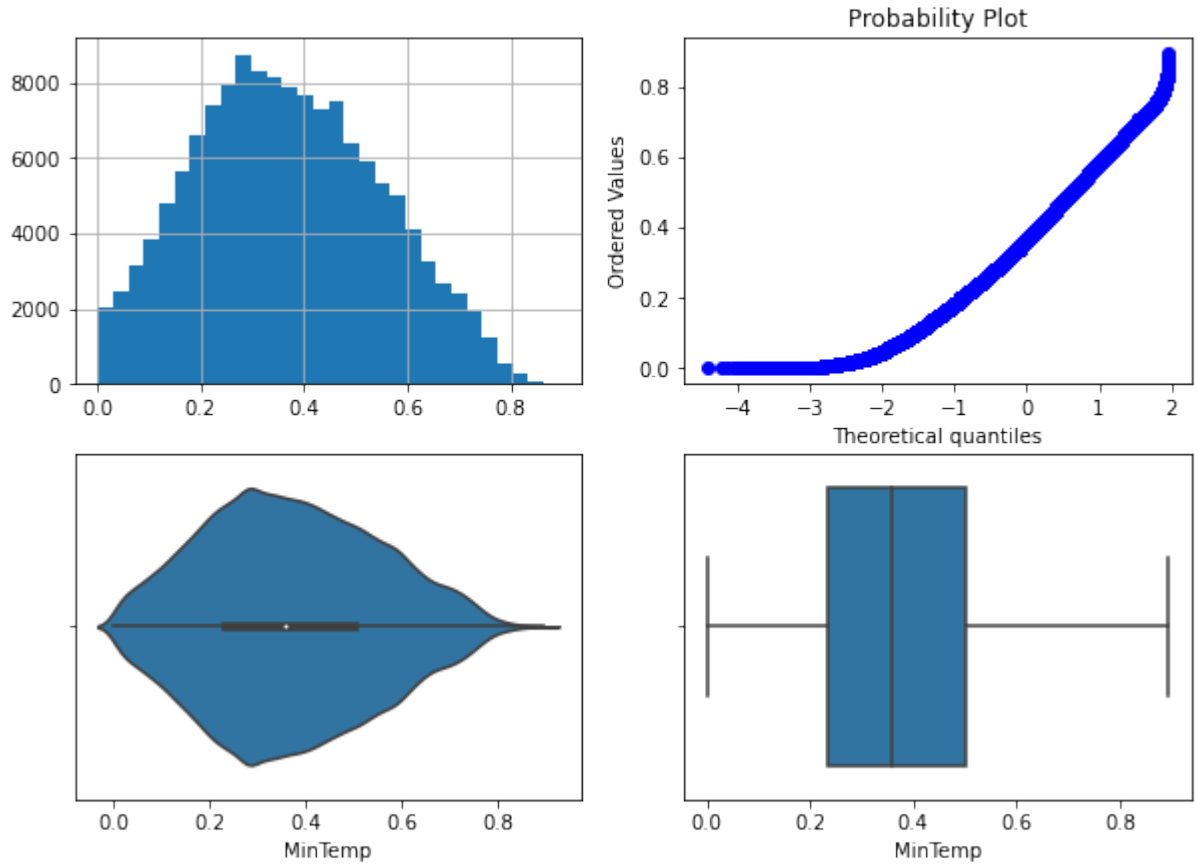 8000
6000
4000
2000
0
0.0 0.2 0.4 0.6 0.8
Probability Plot
Ordered Values
0.8
0.6
0.4
0.2
0.0
−4 −3 −2 −1 0 1 2
Theoretical quantiles
0.0 0.2 0.4 0.6 0.8
MinTemp
0.0 0.2 0.4 0.6 0.8
MinTemp